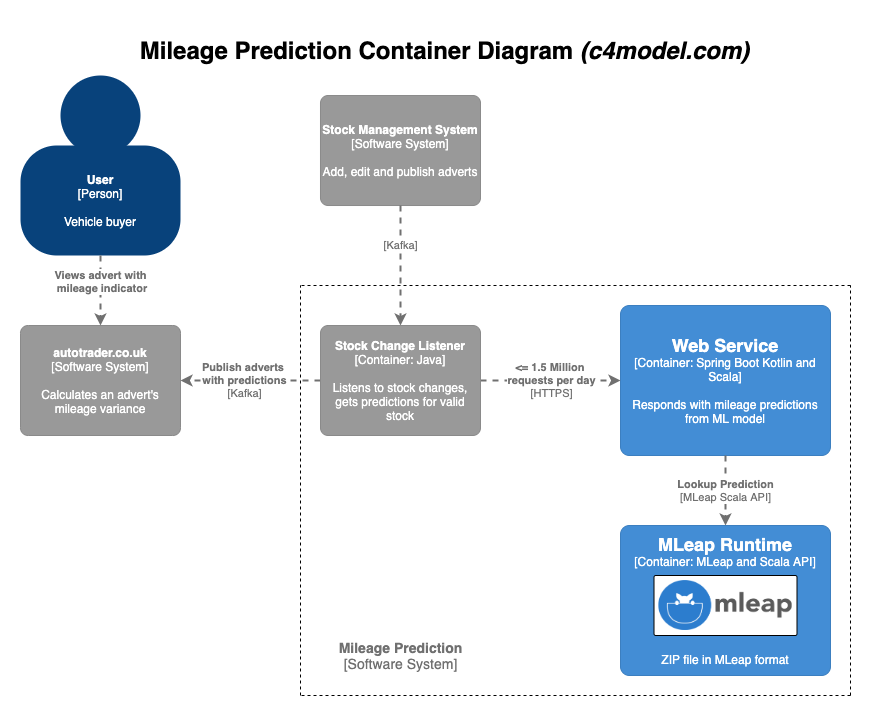 Mileage Prediction Container Diagram (c4model.com)
User
[Person]
Vehicle buyer
Stock Management System
[Software System]
Add, edit and publish adverts
[Kafka]
Views advert with
mileage indicator
autotrader.co.uk
[Software System]
Calculates an advert's
mileage variance
Publish adverts
with predictions
[Kafka]
Stock Change Listener
[Container: Java]
Listens to stock changes,
gets predictions for valid
stock
<= 1.5 Million
requests per day
[HTTPS]
Web Service
[Container: Spring Boot Kotlin and
Scala]
Responds with mileage predictions
from ML model
Lookup Prediction
[MLeap Scala API]
MLeap Runtime
[Container: MLeap and Scala API]
mleap
ZIP file in MLeap format
Mileage Prediction
[Software System]